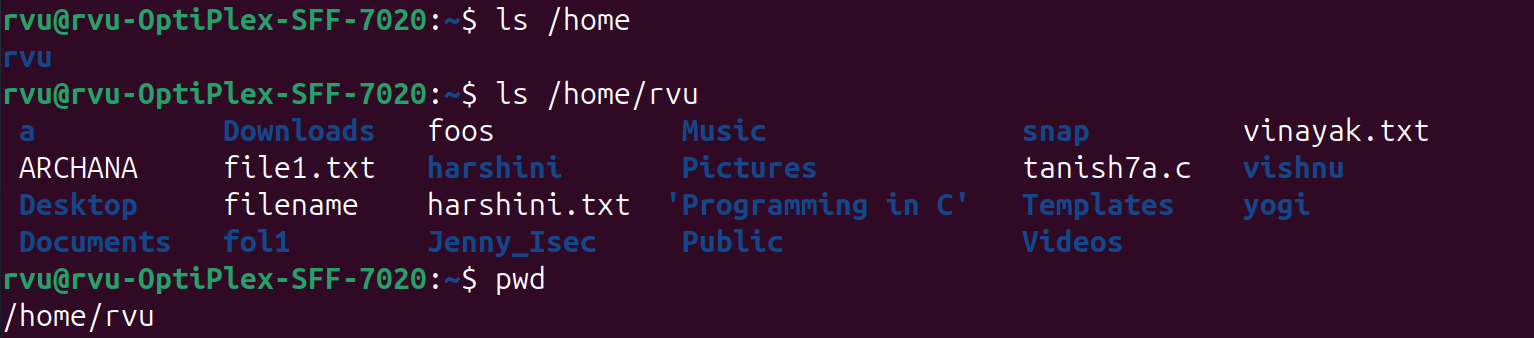 rvu@rvu-OptiPlex-SFF-7020:~$ ls /home
rvu
rvu@rvu-OptiPlex-SFF-7020:~$ ls /home/rvu
a Downloads foos Music snap vinayak.txt
ARCHANA file1.txt harshini Pictures tanish7a.c vishnu
Desktop filename harshini.txt 'Programming in C' Templates yogi
Documents fol1 Jenny_Isec Public Videos
rvu@rvu-OptiPlex-SFF-7020:~$ pwd
/home/rvu